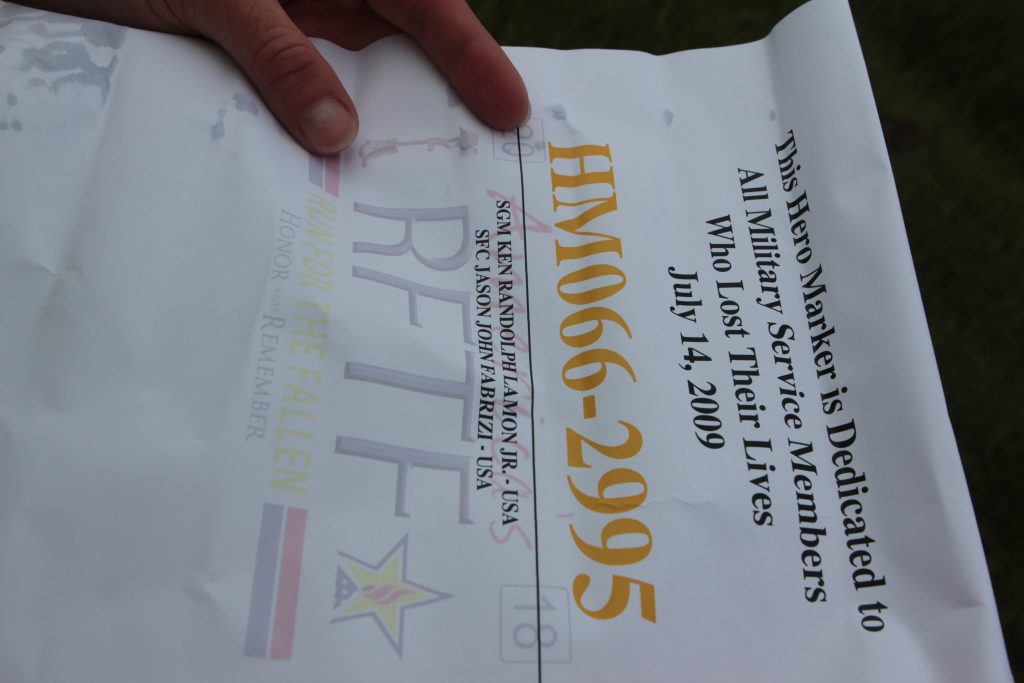 This Hero Marker is Dedicated to
All Military Service Members
Who Lost Their Lives
July 14, 2009
HM066-2995
20
18
America's
SGM KEN RANDOLPH LAMON JR. - USA
SFC JASON JOHN FABRIZI - USA
RFTF
RUN FOR THE FALLEN
HONOR AND REMEMBER